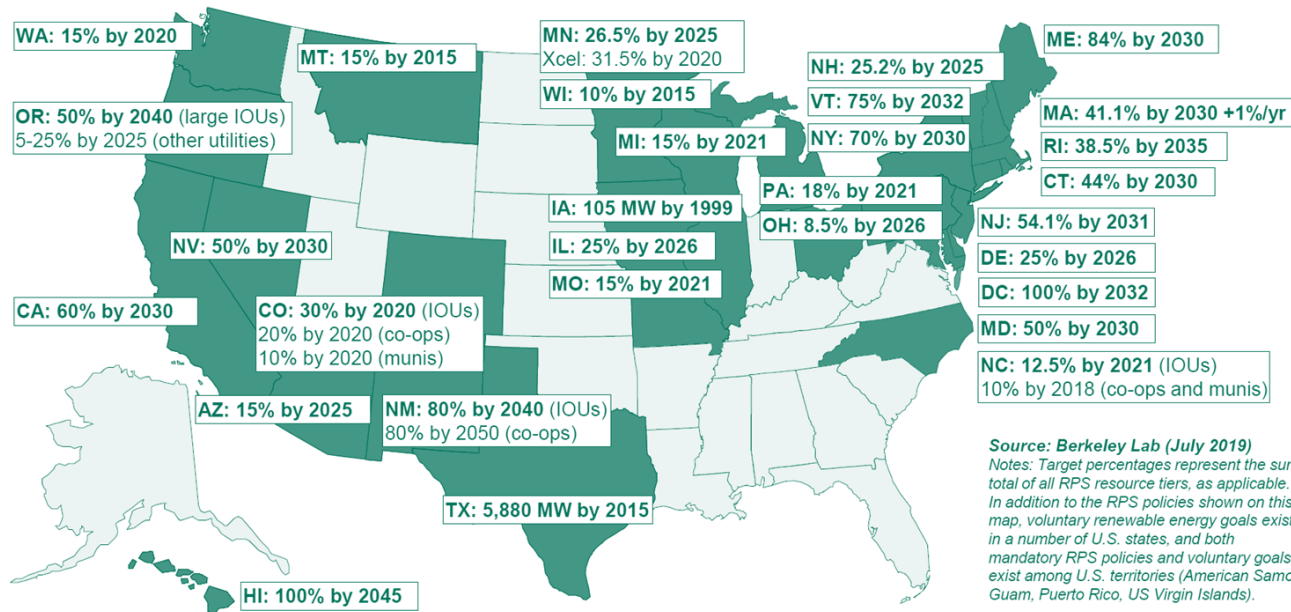 WA: 15% by 2020
MT: 15% by 2015
MN: 26.5% by 2025
Xcel: 31.5% by 2020
ME: 84% by 2030
NH: 25.2% by 2025
WI: 10% by 2015
VT: 75% by 2032
OR: 50% by 2040 (large IOUs)
5-25% by 2025 (other utilities)
MA: 41.1% by 2030 +1%/yr
MI: 15% by 2021
NY: 70% by 2030
RI: 38.5% by 2035
CT: 44% by 2030
PA: 18% by 2021
IA: 105 MW by 1999
OH: 8.5% by 2026
NJ: 54.1% by 2031
NV: 50% by 2030
IL: 25% by 2026
DE: 25% by 2026
MO: 15% by 2021
DC: 100% by 2032
CA: 60% by 2030
CO: 30% by 2020 (IOUs)
20% by 2020 (co-ops)
10% by 2020 (munis)
MD: 50% by 2030
NC: 12.5% by 2021 (IOUs)
10% by 2018 (co-ops and munis)
AZ: 15% by 2025
NM: 80% by 2040 (IOUs)
80% by 2050 (co-ops)
TX: 5,880 MW by 2015
HI: 100% by 2045
Source: Berkeley Lab (July 2019)
Notes: Target percentages represent the
total of all RPS resource tiers, as applicable.
In addition to the RPS policies shown on this
map, voluntary renewable energy goals exist
in a number of U.S. states, and both
mandatory RPS policies and voluntary goals
exist among U.S. territories (American
Guam, Puerto Rico, US Virgin Islands).